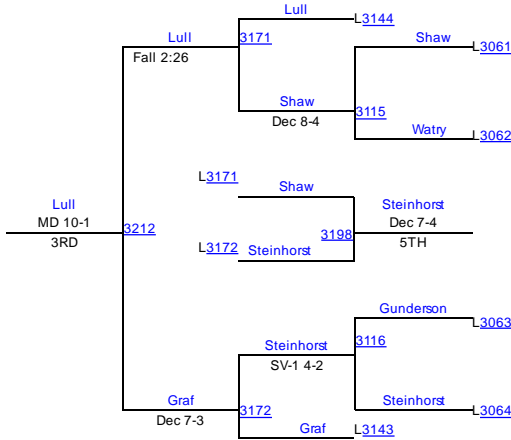 Lull
L3144
Lull
3171
Shaw
L3061
Fall 2:26
Shaw
3115
Dec 8-4
Watry
L3062
L3171
Shaw
Lull
Steinhorst
MD 10-1
3212
3198
Dec 7-4
3RD
L3172
Steinhorst
5TH
Gunderson
L3063
Steinhorst
3116
SV-1 4-2
Graf
3172
Steinhorst
L3064
Dec 7-3
Graf
L3143